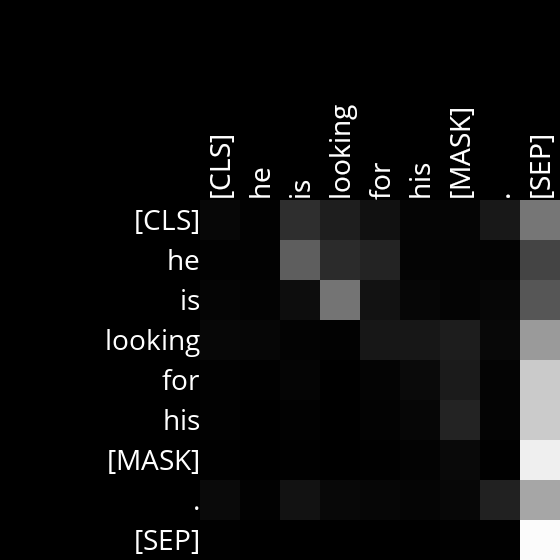 [CLS]
he
is
looking
for
his
[MASK]
.
[SEP]
[CLS]
he
is
looking
for
his
[MASK]
.
[SEP]